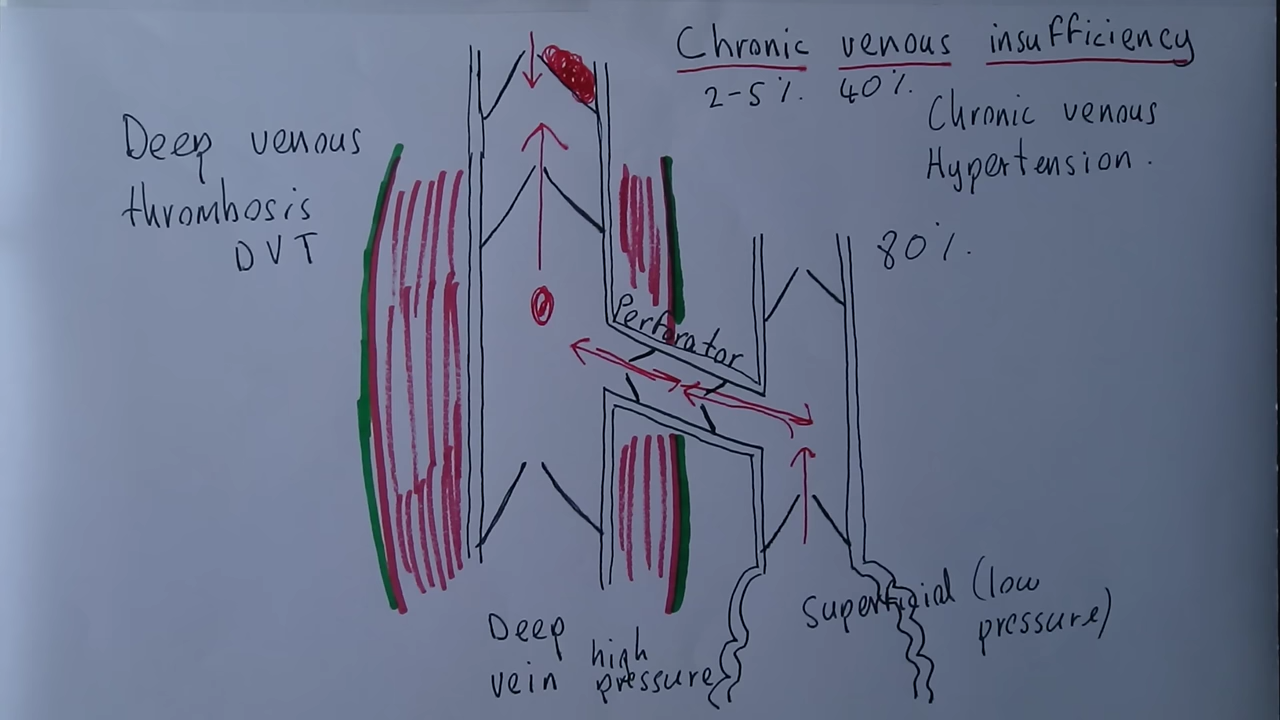 Chronic venous insufficiency
2-5%. 40%.
Chronic venous
Hypertension.
Deep venous
thrombosis
DVT
80%.
Perforator
Superficial (low
pressure)
Deep
vein
high
pressure